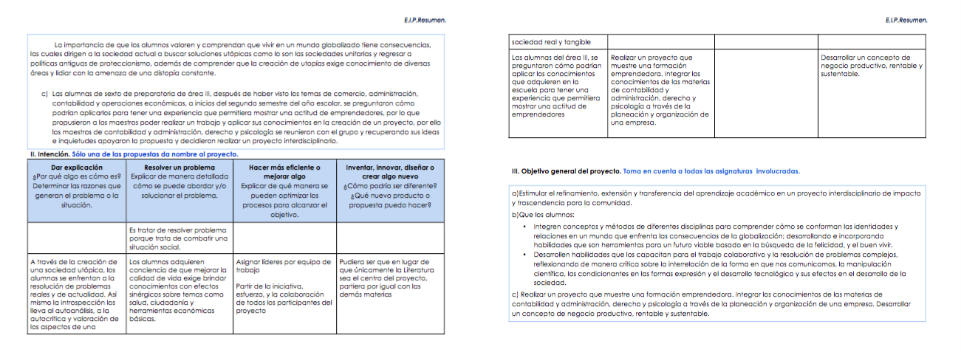 E.I.P.Resumen.
La importancia de que los alumnos valoren y comprendan que vivir en un mundo globalizado tiene consecuencias,
las cuales dirigen a la sociedad actual a buscar soluciones utópicas como lo son las sociedades unitarias y regresar a
políticas antiguas de proteccionismo, además de comprender que la creación de utopías exige conocimiento de diversas
áreas y lidiar con la amenaza de una distopía constante.
c) Los alumnos de sexto de preparatoria de área III, después de haber visto los temas de comercio, administración,
contabilidad y operaciones económicas, a inicios del segundo semestre del año escolar, se preguntaron cómo
podrían aplicarlos para tener una experiencia que permitiera mostrar una actitud de emprendedores, por lo que
propusieron a los maestros poder realizar un trabajo y aplicar sus conocimientos en la creación de un proyecto, por ello
los maestros de contabilidad y administración, derecho y psicología se reunieron con el grupo y recuperando sus ideas
e inquietudes apoyaron la propuesta y decidieron realizar un proyecto interdisciplinario.
II. Intención. Sólo una de las propuestas da nombre al proyecto.
Dar explicación
¿Por qué algo es cómo es?
Determinar las razones que
generan el problema o la
situación.
Resolver un problema
Explicar de manera detallada
cómo se puede abordar y/o
solucionar el problema.
Hacer más eficiente o
mejorar algo
Explicar de qué manera se
pueden optimizar los
procesos para alcanzar el
objetivo.
Inventar, innovar, diseñar o
crear algo nuevo
¿Cómo podría ser diferente?
¿Qué nuevo producto o
propuesta puedo hacer?
Es tratar de resolver problema
porque trata de combatir una
situación social.
A través de la creación de
una sociedad utópica, los
alumnos se enfrentan a la
resolución de problemas
reales y de actualidad. Así
mismo la introspección los
lleva al autoanálisis, a la
autocrítica y valoración de
los aspectos de una
Los alumnos adquieren
conciencia de que mejorar la
calidad de vida exige brindar
conocimientos con efectos
sinérgicos sobre temas como
salud, ciudadanía y
herramientas económicas
básicas.
Asignar líderes por equipo de
trabajo
Partir de la iniciativa,
esfuerzo, y la colaboración
de todos los participantes del
proyecto
Pudiera ser que en lugar de
que únicamente la Literatura
sea el centro del proyecto,
partiera por igual con las
demás materias
E.I.P.Resumen.
sociedad real y tangible
Los alumnos del área III, se
preguntaron cómo podrían
aplicar los conocimientos
que adquieren en la
escuela para tener una
experiencia que permitiera
mostrar una actitud de
emprendedores
Realizar un proyecto que
muestre una formación
emprendedora. Integrar los
conocimientos de las materias
de contabilidad y
administración, derecho y
psicología a través de la
planeación y organización de
una empresa.
Desarrollar un concepto de
negocio productivo, rentable y
sustentable.
III. Objetivo general del proyecto. Toma en cuenta a todas las asignaturas involucradas.
a)Estimular el refinamiento, extensión y transferencia del aprendizaje académico en un proyecto interdisciplinario de impacto
y trascendencia para la comunidad.
b)Que los alumnos:
• Integren conceptos y métodos de diferentes disciplinas para comprender cómo se conforman las identidades y
relaciones en un mundo que enfrenta las consecuencias de la globalización; desarrollando e incorporando
habilidades que son herramientas para un futuro viable basado en la búsqueda de la felicidad, y el buen vivir.
• Desarrollen habilidades que los capacitan para el trabajo colaborativo y la resolución de problemas complejos,
reflexionando de manera crítica sobre la interrelación de la forma en que nos comunicamos, la manipulación
científica, las condicionantes en las formas expresión y el desarrollo tecnológico y sus efectos en el desarrollo de la
sociedad.
c) Realizar un proyecto que muestre una formación emprendedora. Integrar los conocimientos de las materias de
contabilidad y administración, derecho y psicología a través de la planeación y organización de una empresa. Desarrollar
un concepto de negocio productivo, rentable y sustentable.